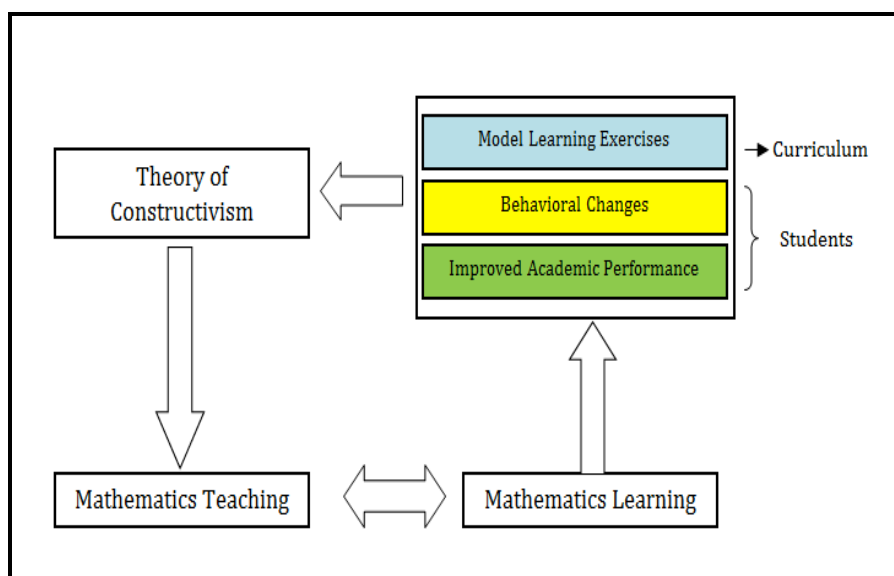 Model Learning Exercises
Curriculum
Theory of
Constructivism
Behavioral Changes
Students
Improved Academic Performance
Mathematics Teaching
Mathematics Learning